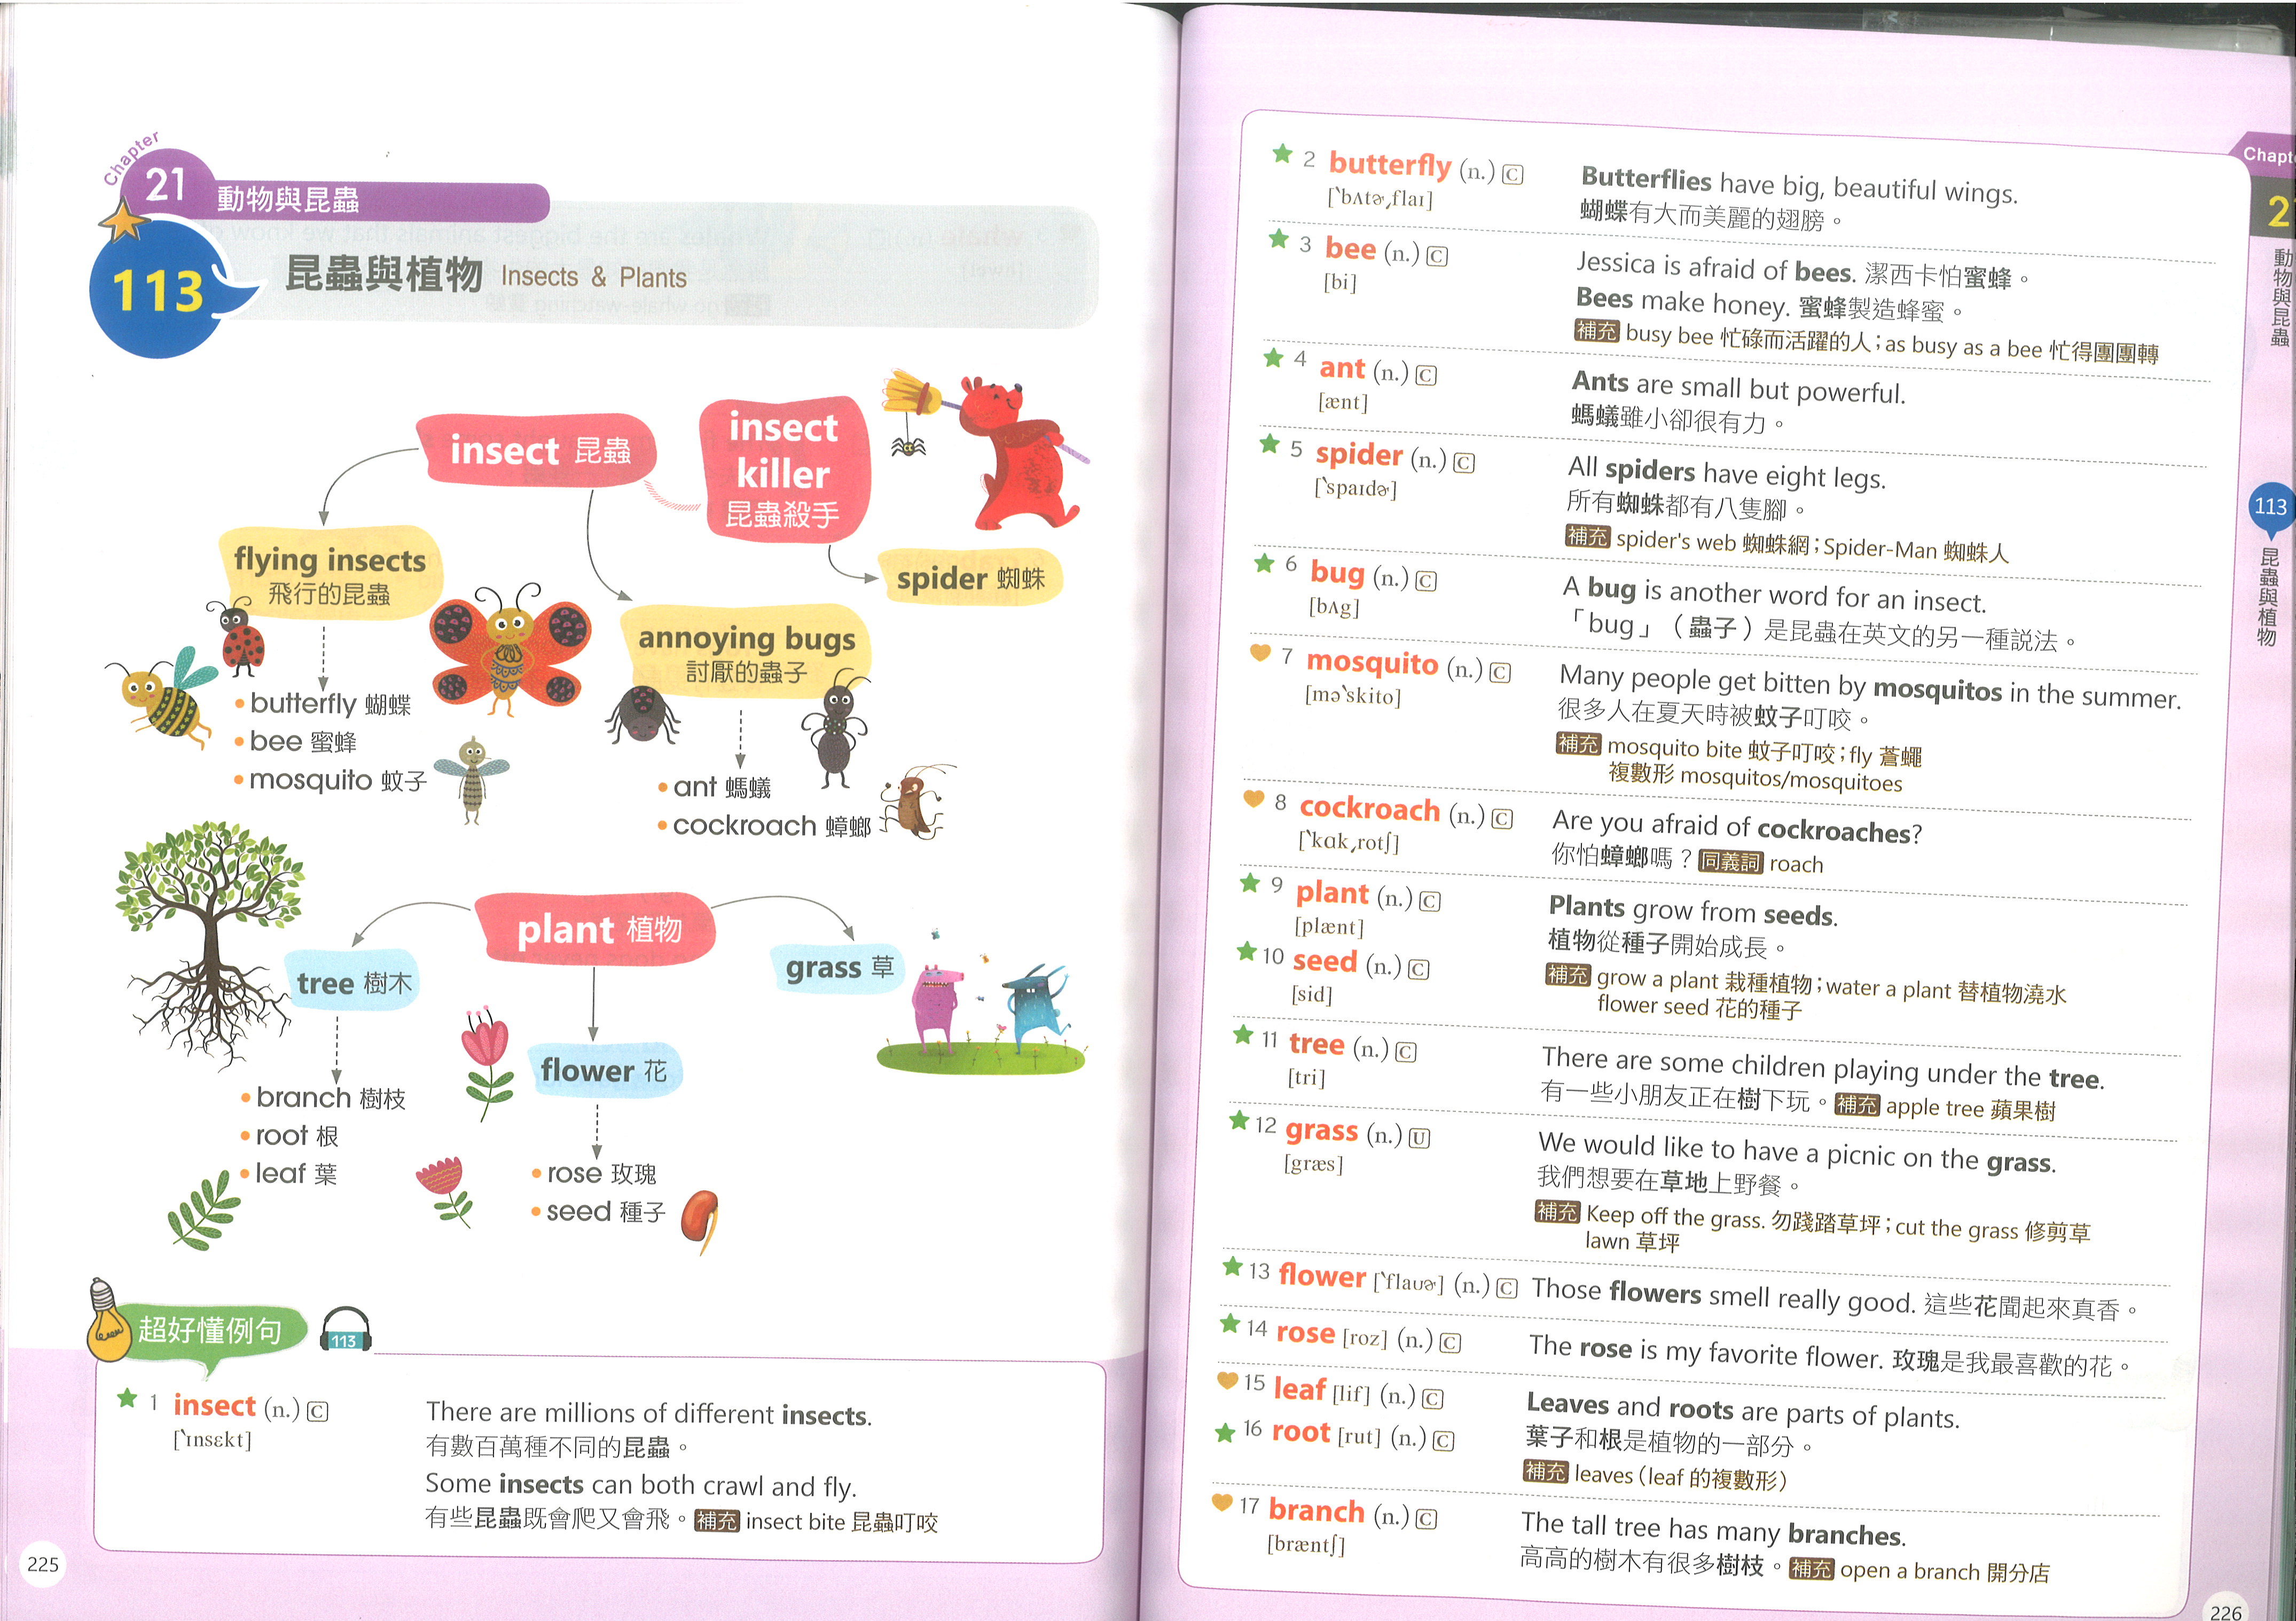 Chapter
21 動物與昆蟲
113 昆蟲與植物 Insects & Plants
insect 昆蟲
insect
killer
昆蟲殺手
spider 蜘蛛
flying insects
飛行的昆蟲
butterfly 蝴蝶
bee 蜜蜂
mosquito 蚊子
annoying bugs
討厭的蟲子
ant 螞蟻
cockroach 蟑螂
plant 植物
tree 樹木
branch 樹枝
root 根
leaf 葉
flower 花
rose 玫瑰
seed 種子
grass 草
超好懂例句 113
1 insect (n.) C
[ˋɪnsɛkt]
There are millions of different insects.
有數百萬種不同的昆蟲。
Some insects can both crawl and fly.
有些昆蟲既會爬又會飛。補充 insect bite 昆蟲叮咬
225
2 butterfly (n.) C
[ˋbʌtɚˏflaɪ]
Butterflies have big, beautiful wings.
蝴蝶有大而美麗的翅膀。
3 bee (n.) C
[bi]
Jessica is afraid of bees. 潔西卡怕蜜蜂。
Bees make honey. 蜜蜂製造蜂蜜。
補充 busy bee 忙碌而活躍的人；as busy as a bee 忙得團團轉
4 ant (n.) C
[ænt]
Ants are small but powerful.
螞蟻雖小卻很有力。
5 spider (n.) C
[ˋspaɪdɚ]
All spiders have eight legs.
所有蜘蛛都有八隻腳。
補充 spider's web 蜘蛛網；Spider-Man 蜘蛛人
6 bug (n.) C
[bʌg]
A bug is another word for an insect.
「bug」（蟲子）是昆蟲在英文的另一種說法。
7 mosquito (n.) C
[məˋskito]
Many people get bitten by mosquitos in the summer.
很多人在夏天時被蚊子叮咬。
補充 mosquito bite 蚊子叮咬；fly 蒼蠅
複數形 mosquitos/mosquitoes
8 cockroach (n.) C
[ˋkɑkˏrotʃ]
Are you afraid of cockroaches?
你怕蟑螂嗎？同義詞 roach
9 plant (n.) C
[plænt]
10 seed (n.) C
[sid]
Plants grow from seeds.
植物從種子開始成長。
補充 grow a plant 栽種植物；water a plant 替植物澆水
flower seed 花的種子
11 tree (n.) C
[tri]
There are some children playing under the tree.
有一些小朋友正在樹下玩。補充 apple tree 蘋果樹
12 grass (n.) U
[græs]
We would like to have a picnic on the grass.
我們想要在草地上野餐。
補充 Keep off the grass. 勿踐踏草坪；cut the grass 修剪草
lawn 草坪
13 flower [ˋflaʊɚ] (n.) C Those flowers smell really good. 這些花聞起來真香。
14 rose [roz] (n.) C The rose is my favorite flower. 玫瑰是我最喜歡的花。
15 leaf [lif] (n.) C
16 root [rut] (n.) C
Leaves and roots are parts of plants.
葉子和根是植物的一部分。
補充 leaves（leaf 的複數形）
17 branch (n.) C
[bræntʃ]
The tall tree has many branches.
高高的樹木有很多樹枝。補充 open a branch 開分店
動物與昆蟲
113
昆蟲與植物
226